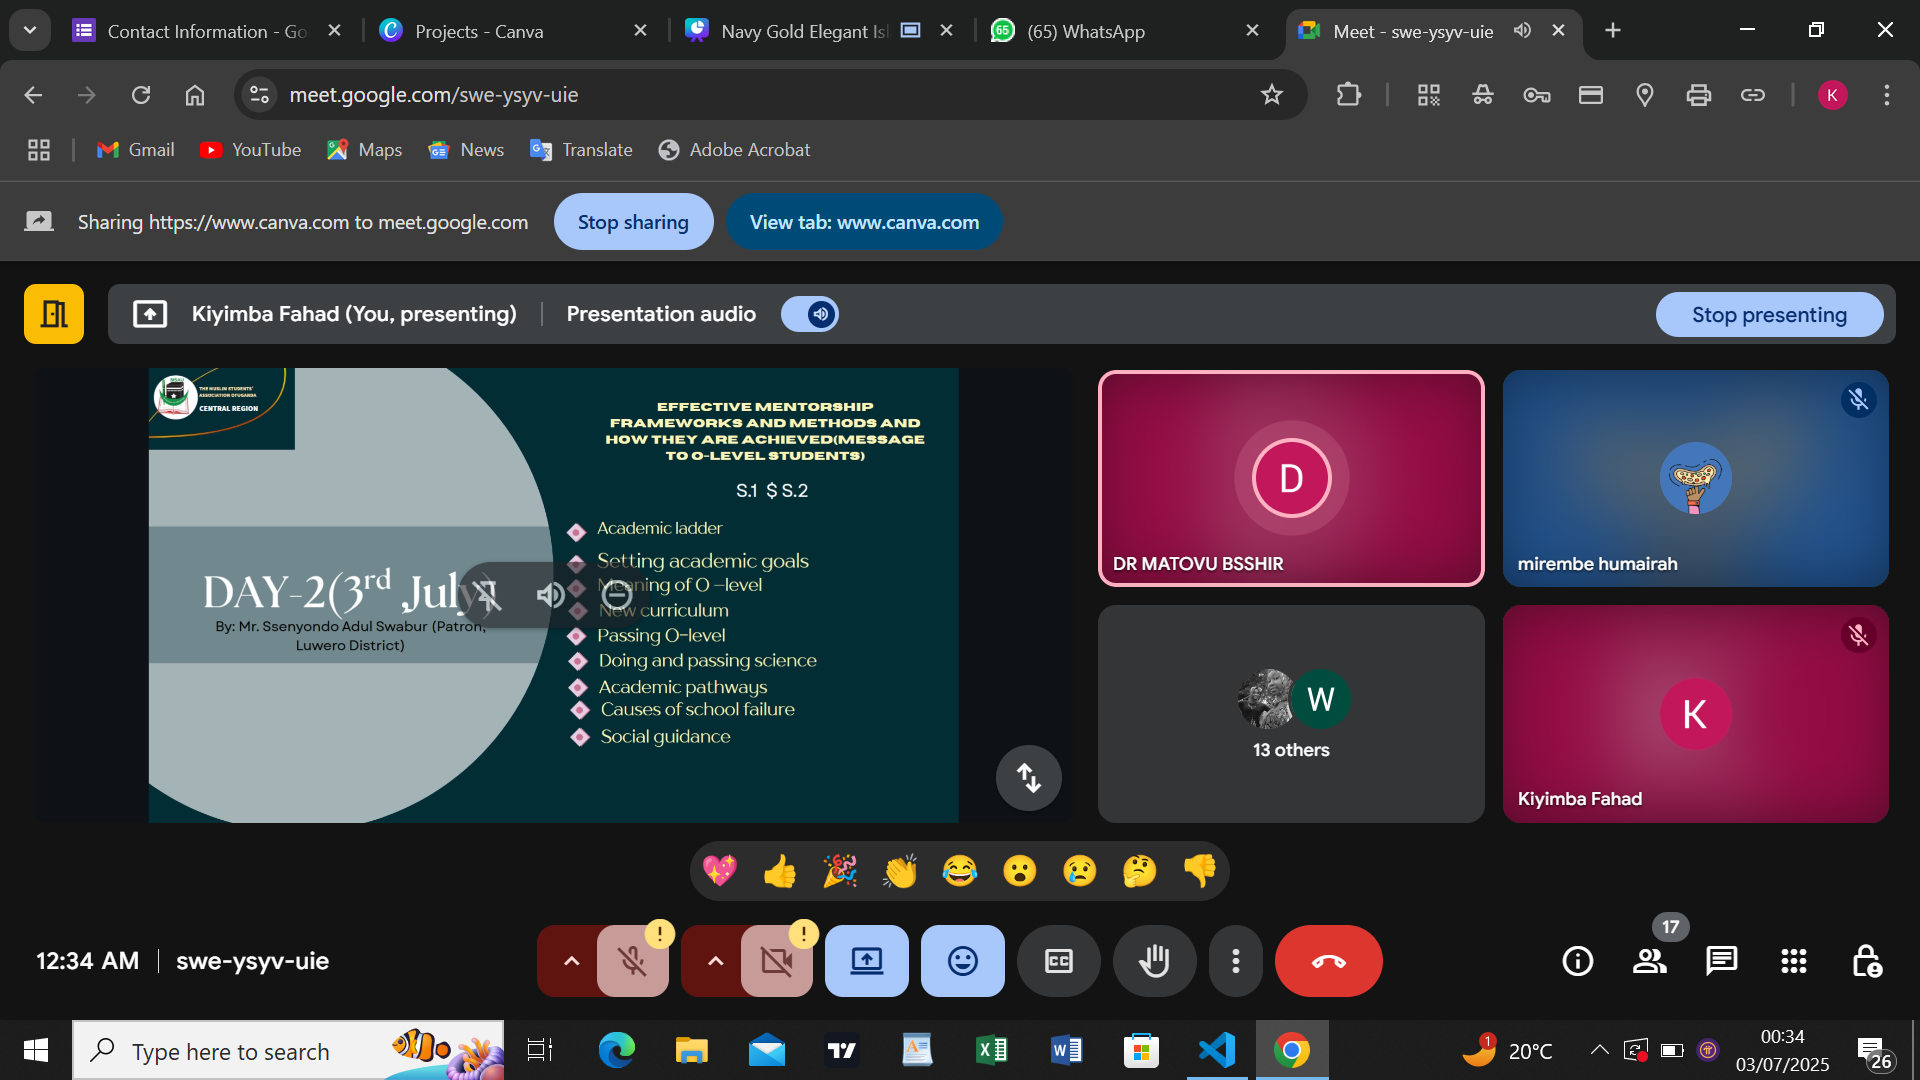 Contact Information - Go
Projects - Canva
Navy Gold Elegant Isl
(65) WhatsApp
Meet - swe-ysyv-uie
meet.google.com/swe-ysyv-uie
K
Gmail
YouTube
Maps
News
Translate
Adobe Acrobat
Sharing https://www.canva.com to meet.google.com
Stop sharing
View tab: www.canva.com
Kiyimba Fahad (You, presenting)
Presentation audio
Stop presenting
THE MUSLIM STUDENTS'
ASSOCIATION OF UGANDA
CENTRAL REGION
EFFECTIVE MENTORSHIP
FRAMEWORKS AND METHODS AND
HOW THEY ARE ACHIEVED(MESSAGE
TO O-LEVEL STUDENTS)
S.1 $ S.2
Academic ladder
Setting academic goals
Meaning of O –level
New curriculum
Passing O-level
Doing and passing science
Academic pathways
Causes of school failure
Social guidance
DAY-2(3rd July)
By: Mr. Ssenyondo Adul Swabur (Patron,
Luwero District)
D
DR MATOVU BSSHIR
mirembe humairah
W
13 others
K
Kiyimba Fahad
12:34 AM
swe-ysyv-uie
CC
17
Type here to search
1
20°C
00:34
03/07/2025
26